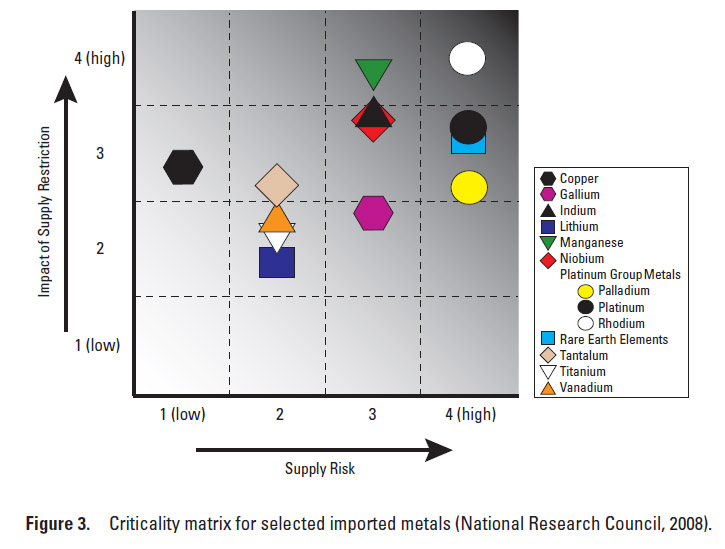 4 (high)
3
2
1 (low)
Impact of Supply Restriction
1 (low)
2
3
4 (high)
Supply Risk
Copper
Gallium
Indium
Lithium
Manganese
Niobium
Platinum Group Metals
Palladium
Platinum
Rhodium
Rare Earth Elements
Tantalum
Titanium
Vanadium
Figure 3. Criticality matrix for selected imported metals (National Research Council, 2008).